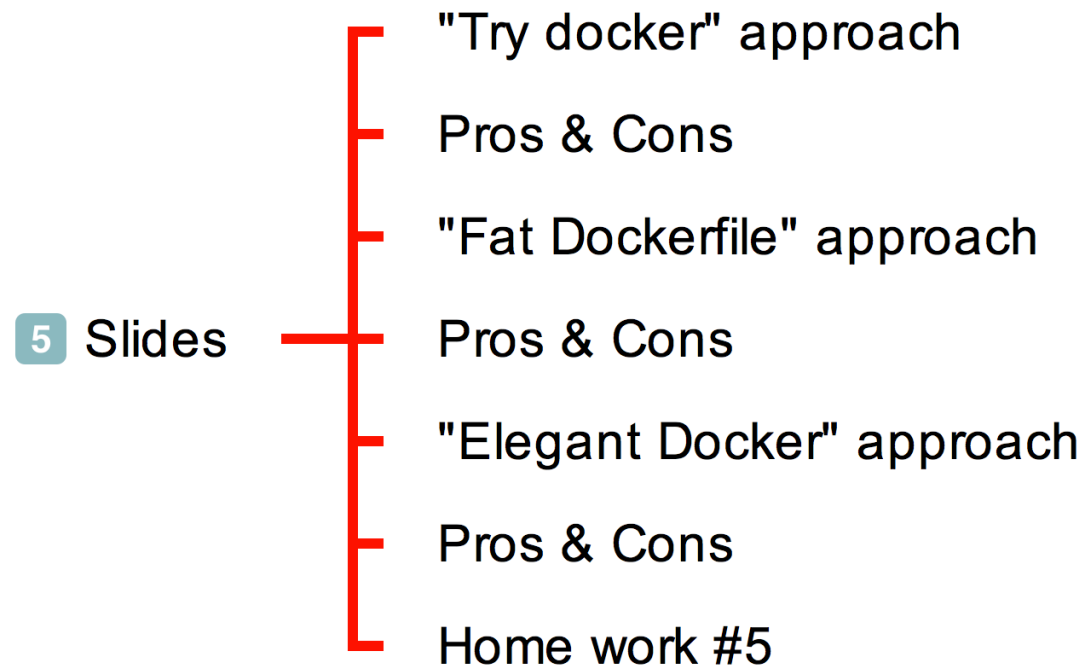 "Try docker" approach
Pros & Cons
"Fat Dockerfile" approach
5 Slides
Pros & Cons
"Elegant Docker" approach
Pros & Cons
Home work #5